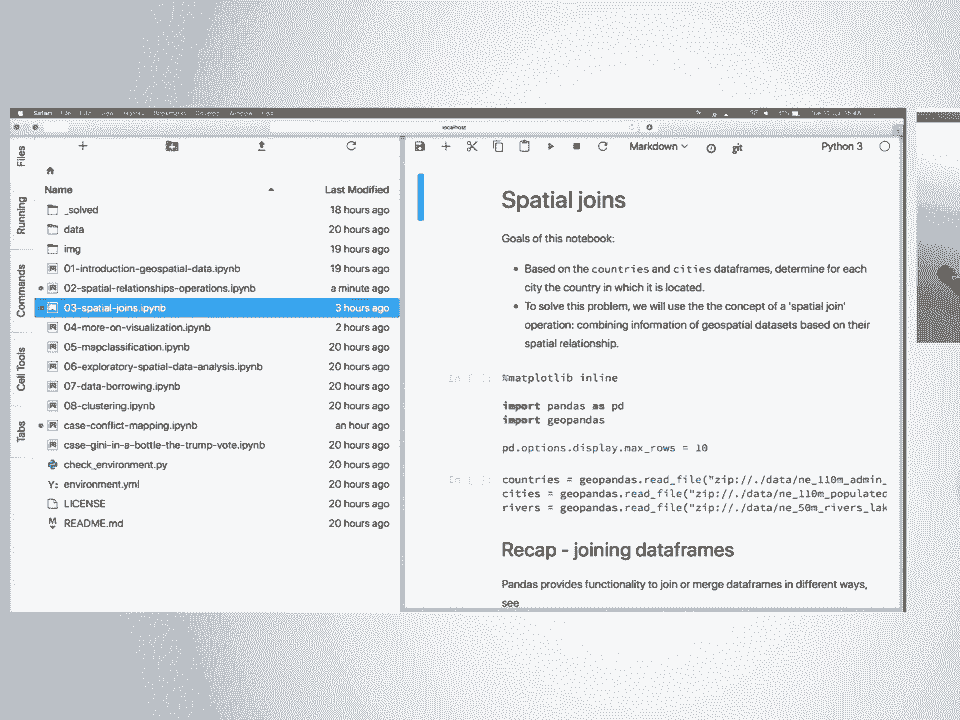 Safari
localhost
Files
Running
Commands
Cell Tools
Tabs
Name
Last Modified
_solved 18 hours ago
data 20 hours ago
img 19 hours ago
01-introduction-geospatial-data.ipynb 19 hours ago
02-spatial-relationships-operations.ipynb a minute ago
03-spatial-joins.ipynb 3 hours ago
04-more-on-visualization.ipynb 2 hours ago
05-mapclassification.ipynb 20 hours ago
06-exploratory-spatial-data-analysis.ipynb 20 hours ago
07-data-borrowing.ipynb 20 hours ago
08-clustering.ipynb 20 hours ago
case-conflict-mapping.ipynb an hour ago
case-gini-in-a-bottle-the-trump-vote.ipynb 20 hours ago
check_environment.py 20 hours ago
Y: environment.yml 20 hours ago
LICENSE 20 hours ago
M README.md 20 hours ago
Markdown git Python 3
Spatial joins
Goals of this notebook:
Based on the countries and cities dataframes, determine for each
city the country in which it is located.
To solve this problem, we will use the the concept of a 'spatial join'
operation: combining information of geospatial datasets based on their
spatial relationship.
In [ ]: %matplotlib inline
import pandas as pd
import geopandas
pd.options.display.max_rows = 10
In [ ]: countries = geopandas.read_file("zip://./data/ne_110m_admin_
cities = geopandas.read_file("zip://./data/ne_110m_populated
rivers = geopandas.read_file("zip://./data/ne_50m_rivers_lak
Recap - joining dataframes
Pandas provides functionality to join or merge dataframes in different ways,
see